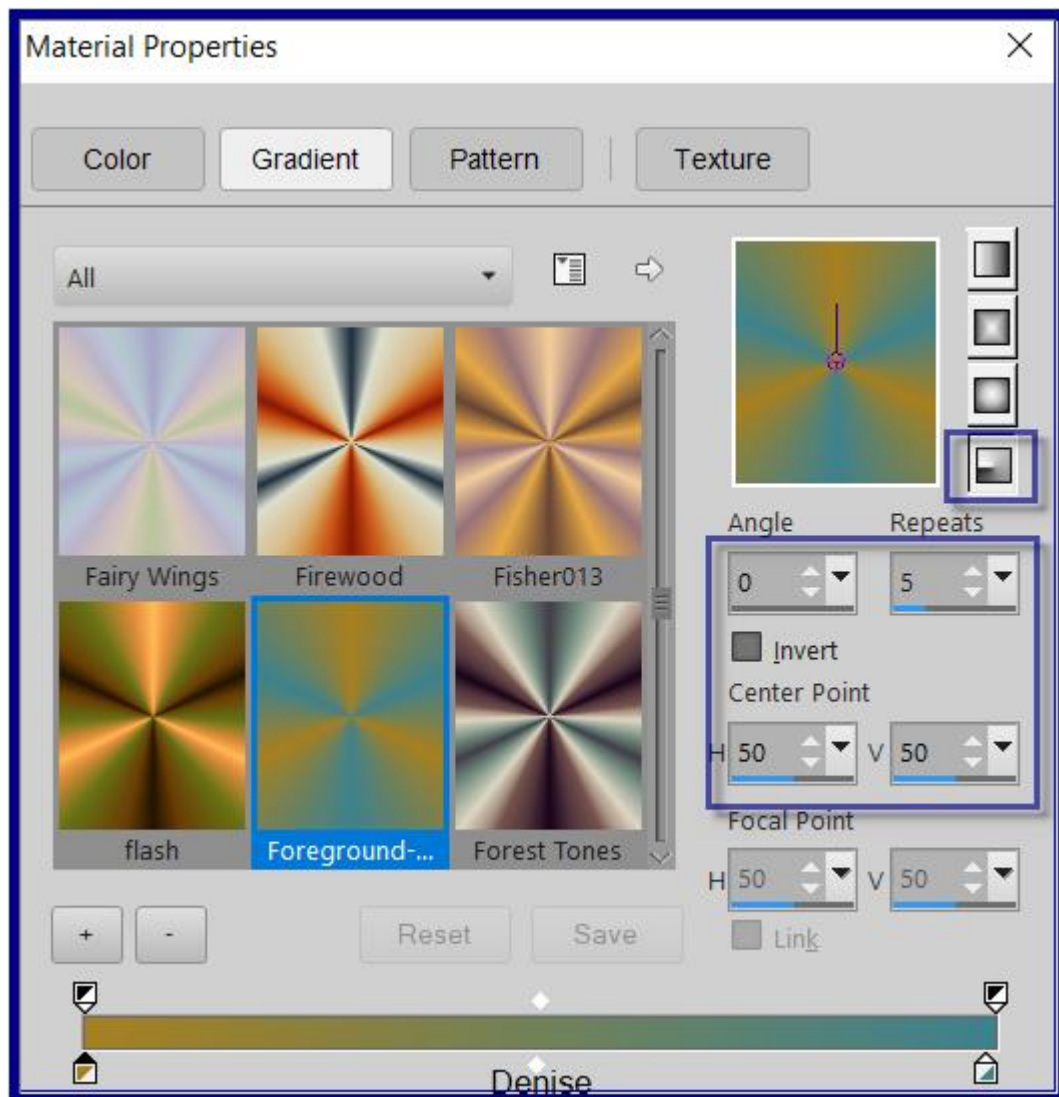 Material Properties
Color Gradient Pattern Texture
All
Angle Repeats
Fairy Wings Firewood Fisher013
0 5
Invert
Center Point
H 50 V 50
Focal Point
flash Foreground-... Forest Tones
H 50 V 50
+ - Reset Save
Link
Denise